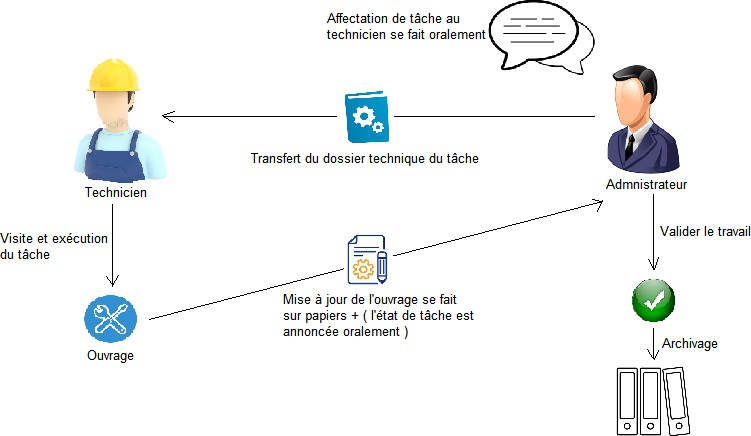 Affectation de tâche au
technicien se fait oralement
Transfert du dossier technique du tâche
Technicien
Admnistrateur
Visite et exécution
du tâche
Valider le travail
Mise à jour de l'ouvrage se fait
sur papiers + ( l'état de tâche est
annoncée oralement )
Ouvrage
Archivage